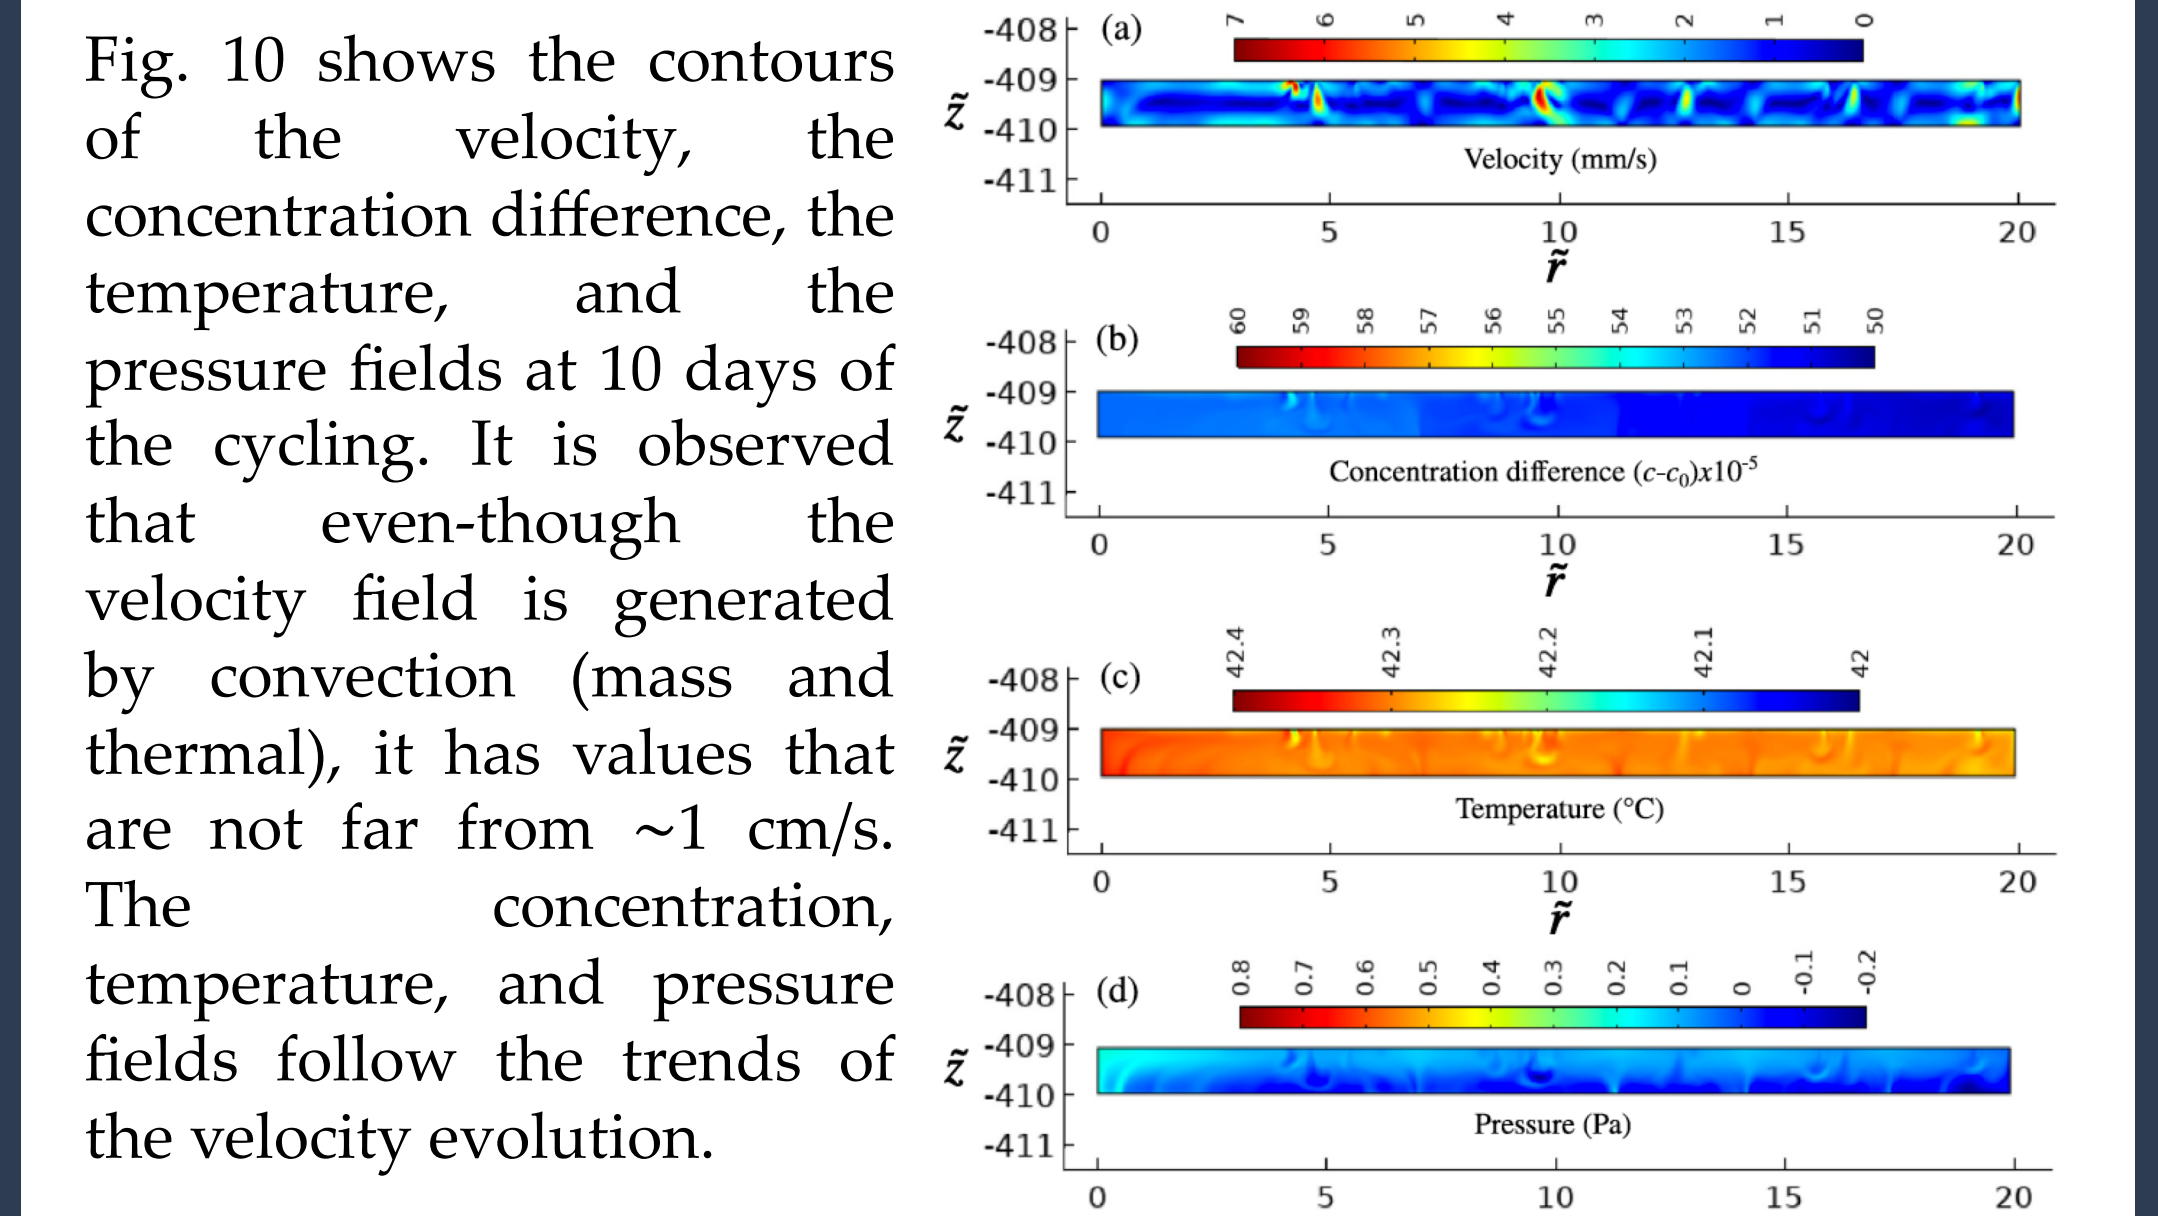 Fig. 10 shows the contours
of the velocity, the
concentration difference, the
temperature, and the
pressure fields at 10 days of
the cycling. It is observed
that even-though the
velocity field is generated
by convection (mass and
thermal), it has values that
are not far from ~1 cm/s.
The concentration,
temperature, and pressure
fields follow the trends of
the velocity evolution.
(a)
7 6 5 4 3 2 1 0
-408
-409
-410
-411
z̃
Velocity (mm/s)
0 5 10 15 20
r̃
(b)
60 59 58 57 56 55 54 53 52 51 50
-408
-409
-410
-411
z̃
Concentration difference (c-c₀)x10⁻⁵
0 5 10 15 20
r̃
(c)
42.4 42.3 42.2 42.1 42
-408
-409
-410
-411
z̃
Temperature (°C)
0 5 10 15 20
r̃
(d)
0.8 0.7 0.6 0.5 0.4 0.3 0.2 0.1 0 -0.1 -0.2
-408
-409
-410
-411
z̃
Pressure (Pa)
0 5 10 15 20